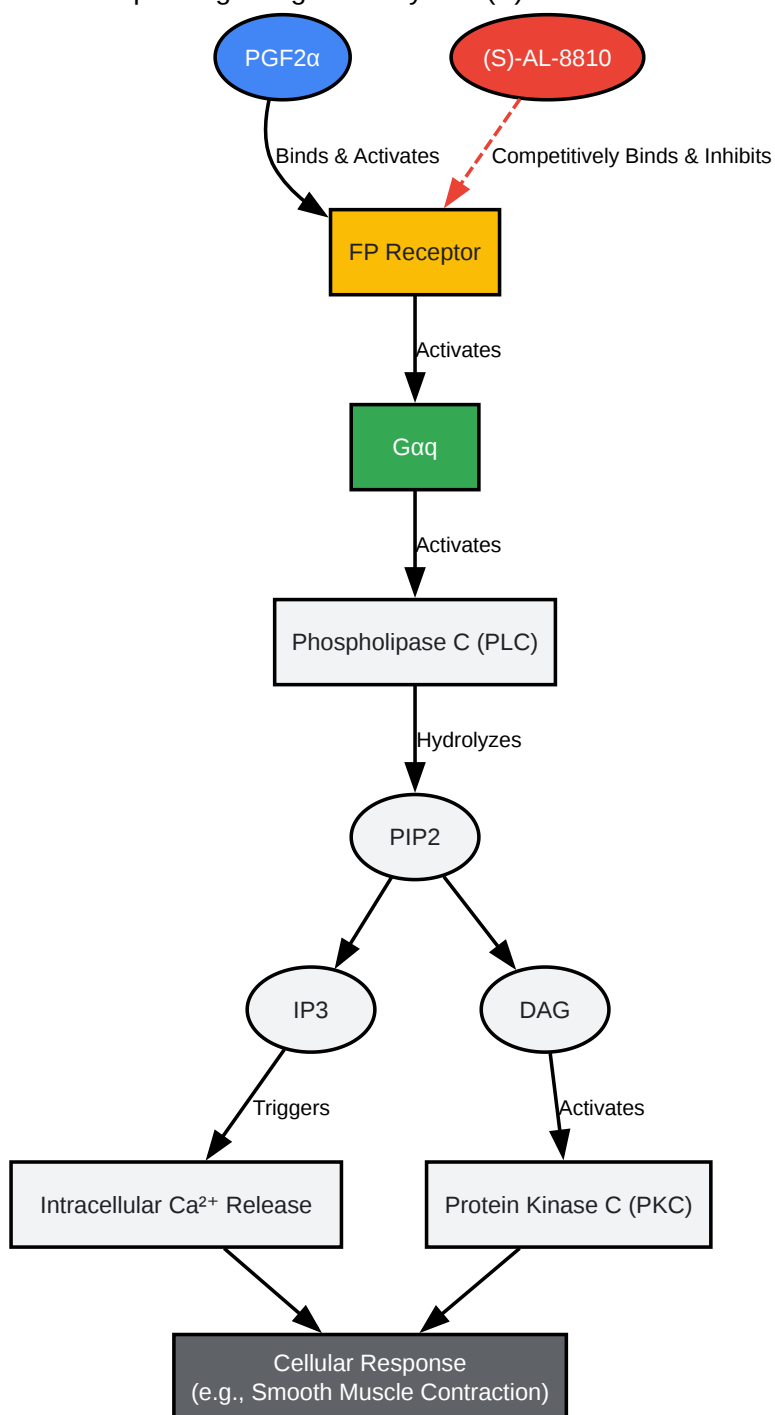 PGF2α
(S)-AL-8810
Binds & Activates
Competitively Binds & Inhibits
FP Receptor
Activates
Gαq
Activates
Phospholipase C (PLC)
Hydrolyzes
PIP2
IP3
DAG
Triggers
Activates
Intracellular Ca²⁺ Release
Protein Kinase C (PKC)
Cellular Response
(e.g., Smooth Muscle Contraction)